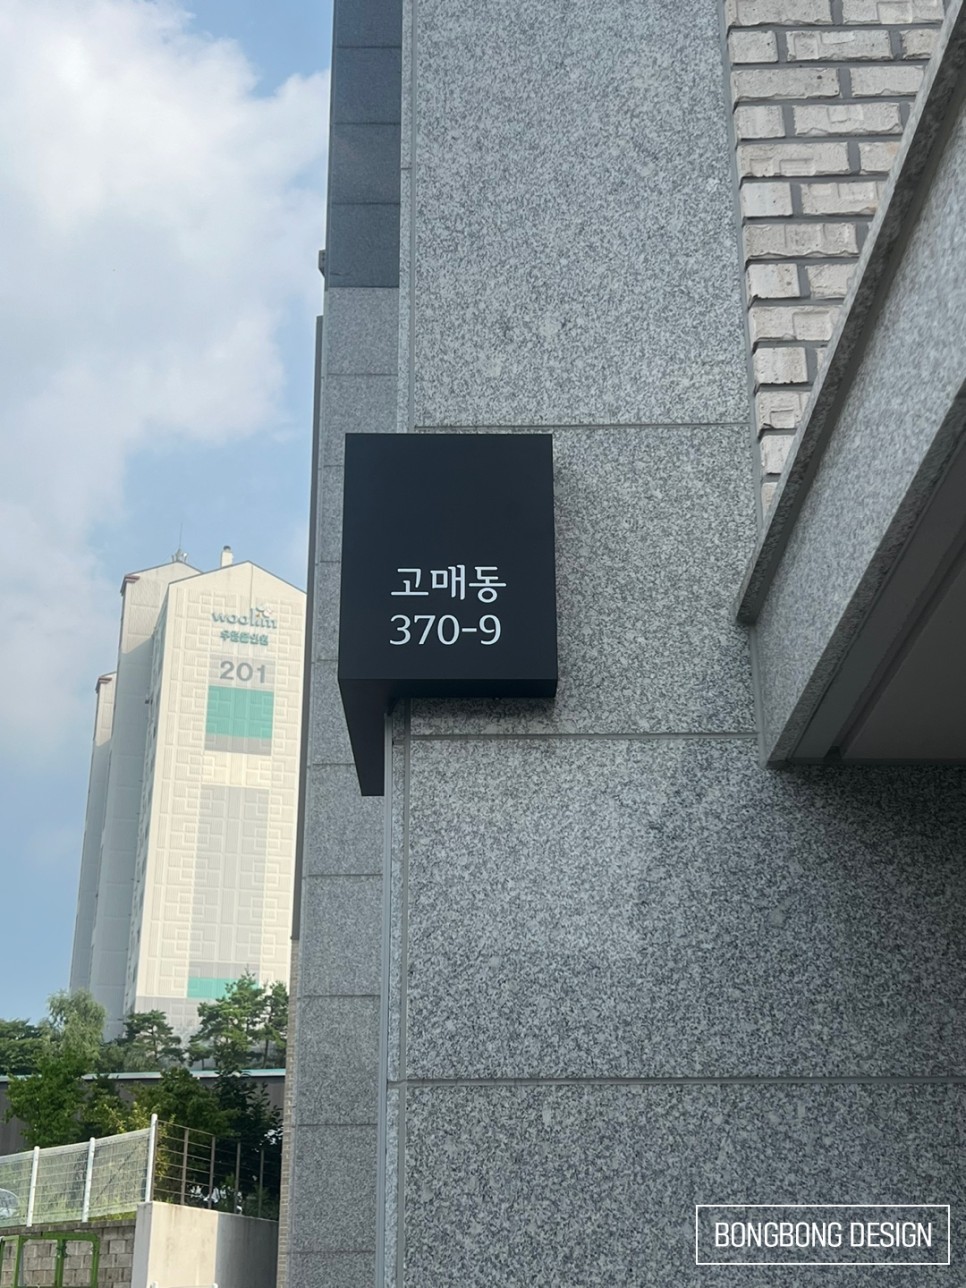 고매동
370-9
woolim
201
BONGBONG DESIGN